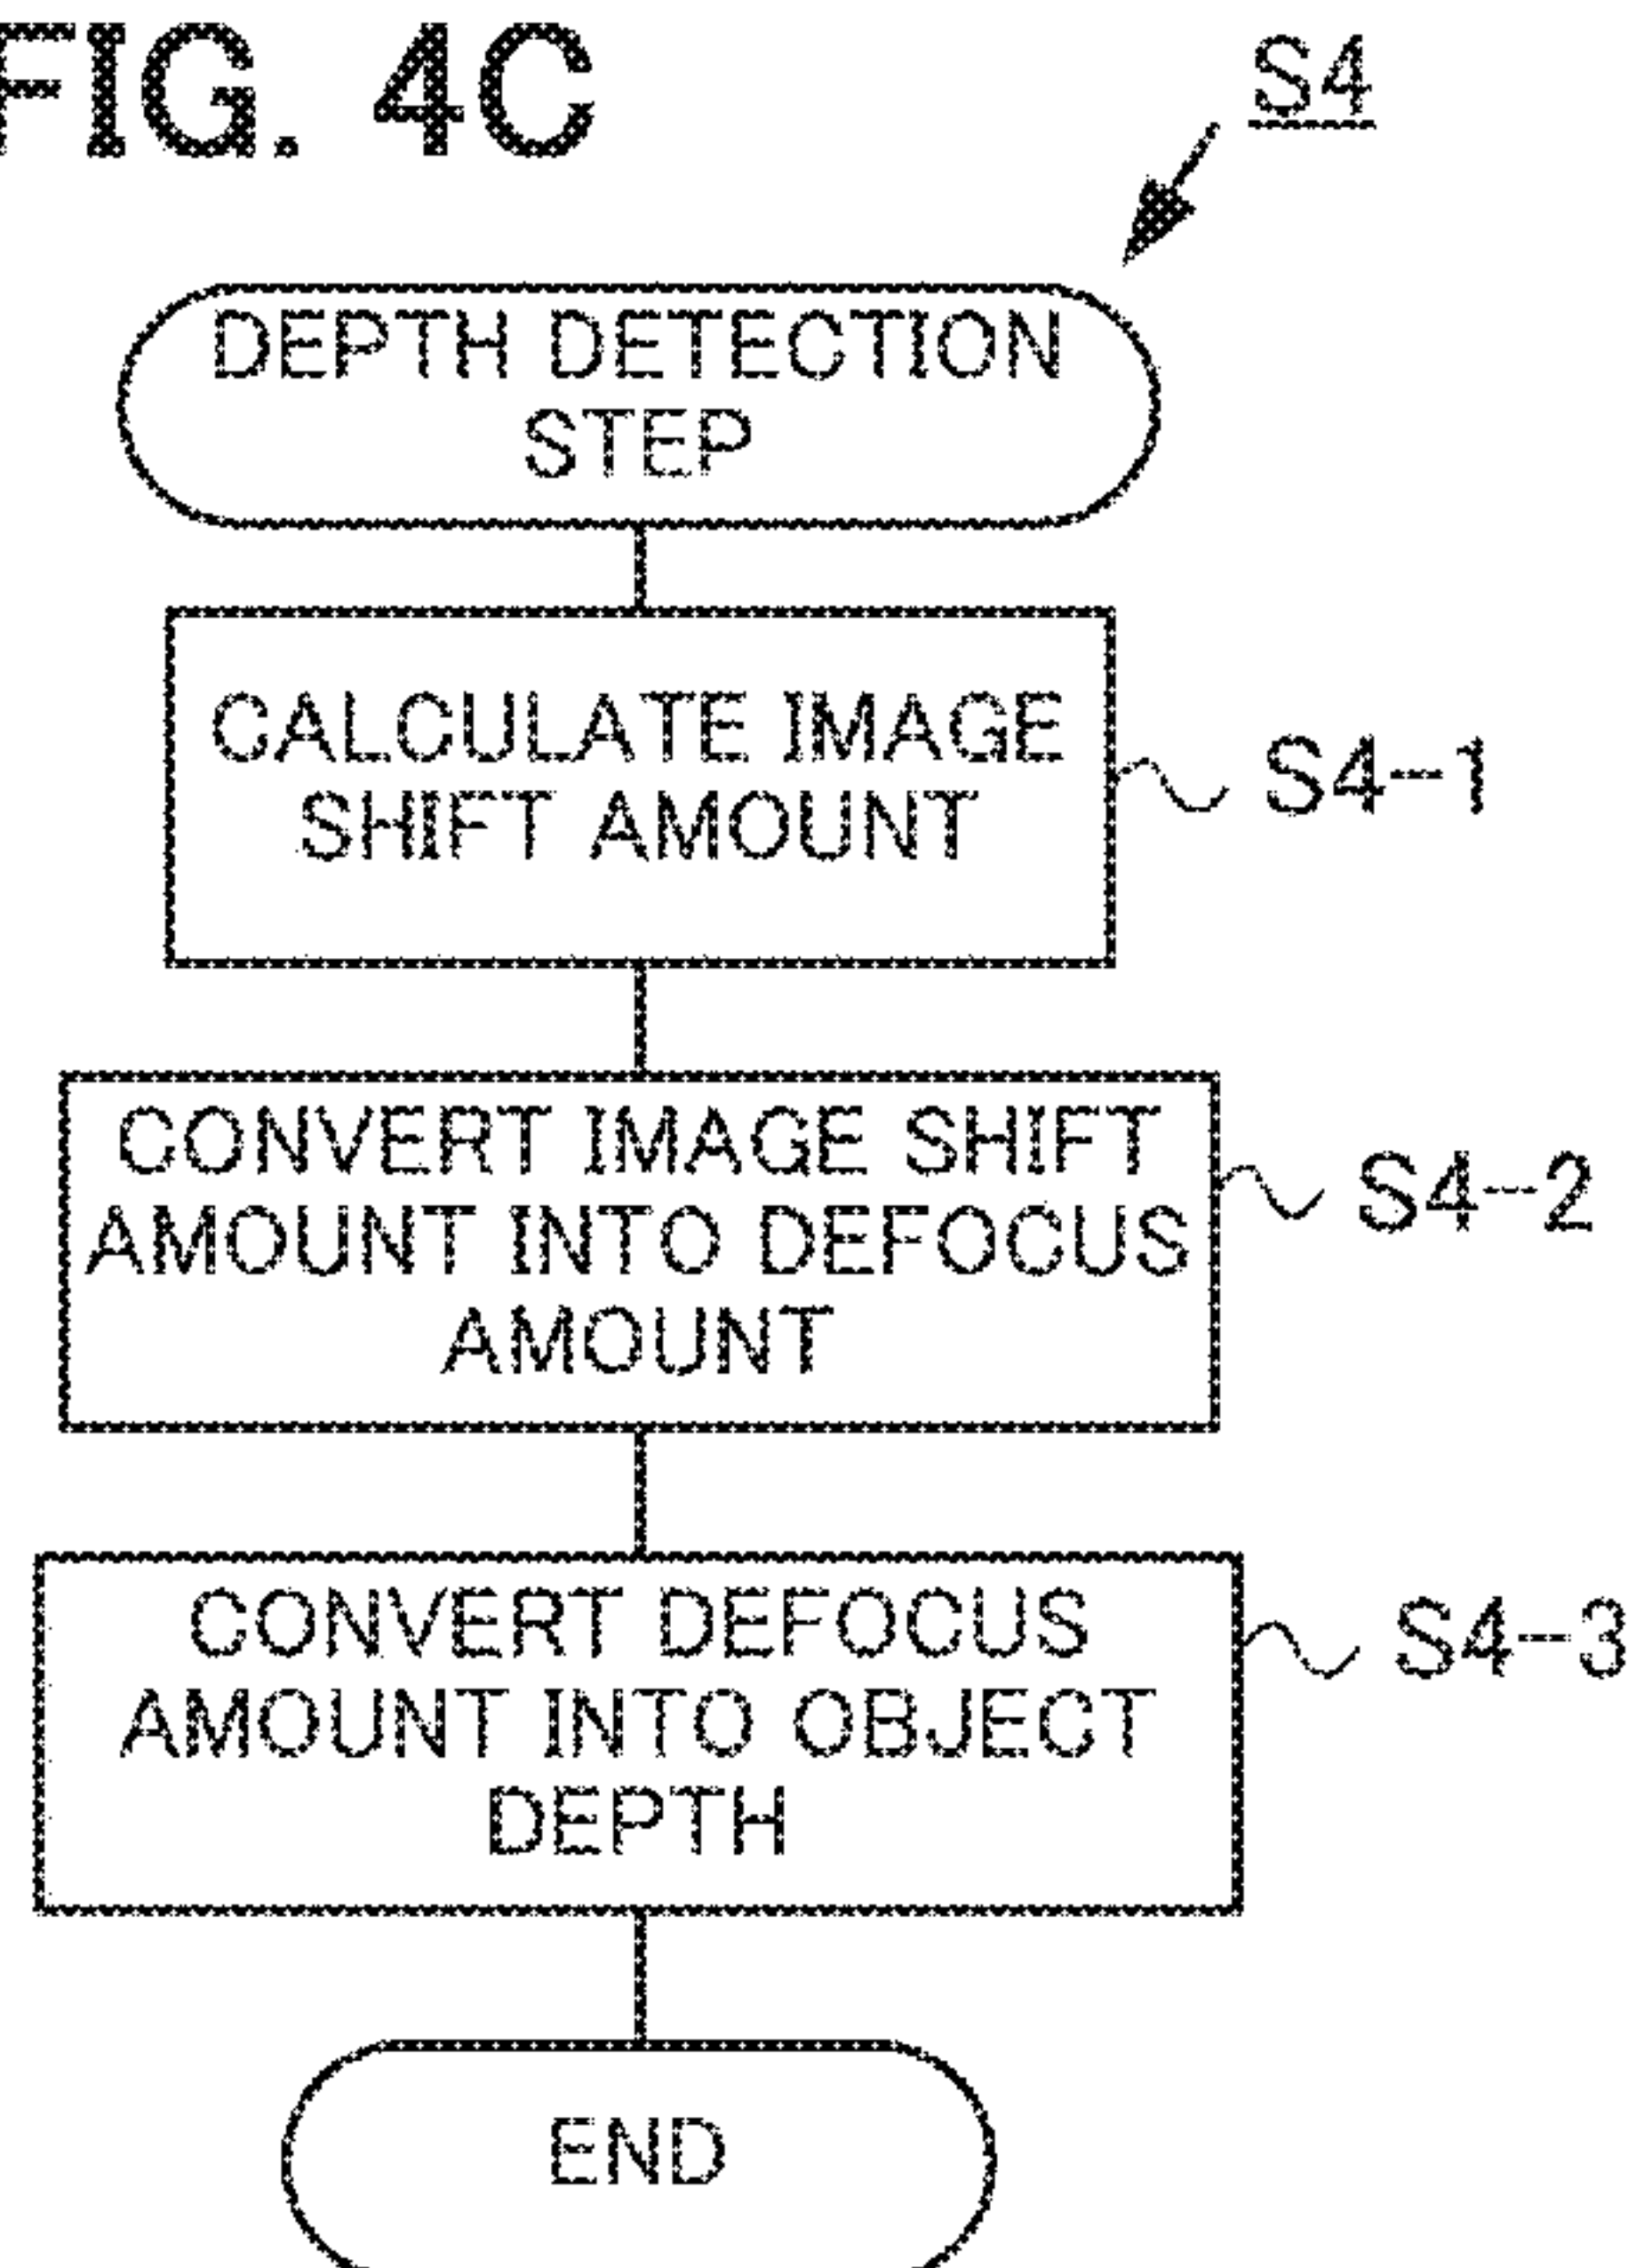 FIG. 4C
S4
DEPTH DETECTION
STEP
CALCULATE IMAGE
SHIFT AMOUNT
S4-1
CONVERT IMAGE SHIFT
AMOUNT INTO DEFOCUS
AMOUNT
S4-2
CONVERT DEFOCUS
AMOUNT INTO OBJECT
DEPTH
S4-3
END